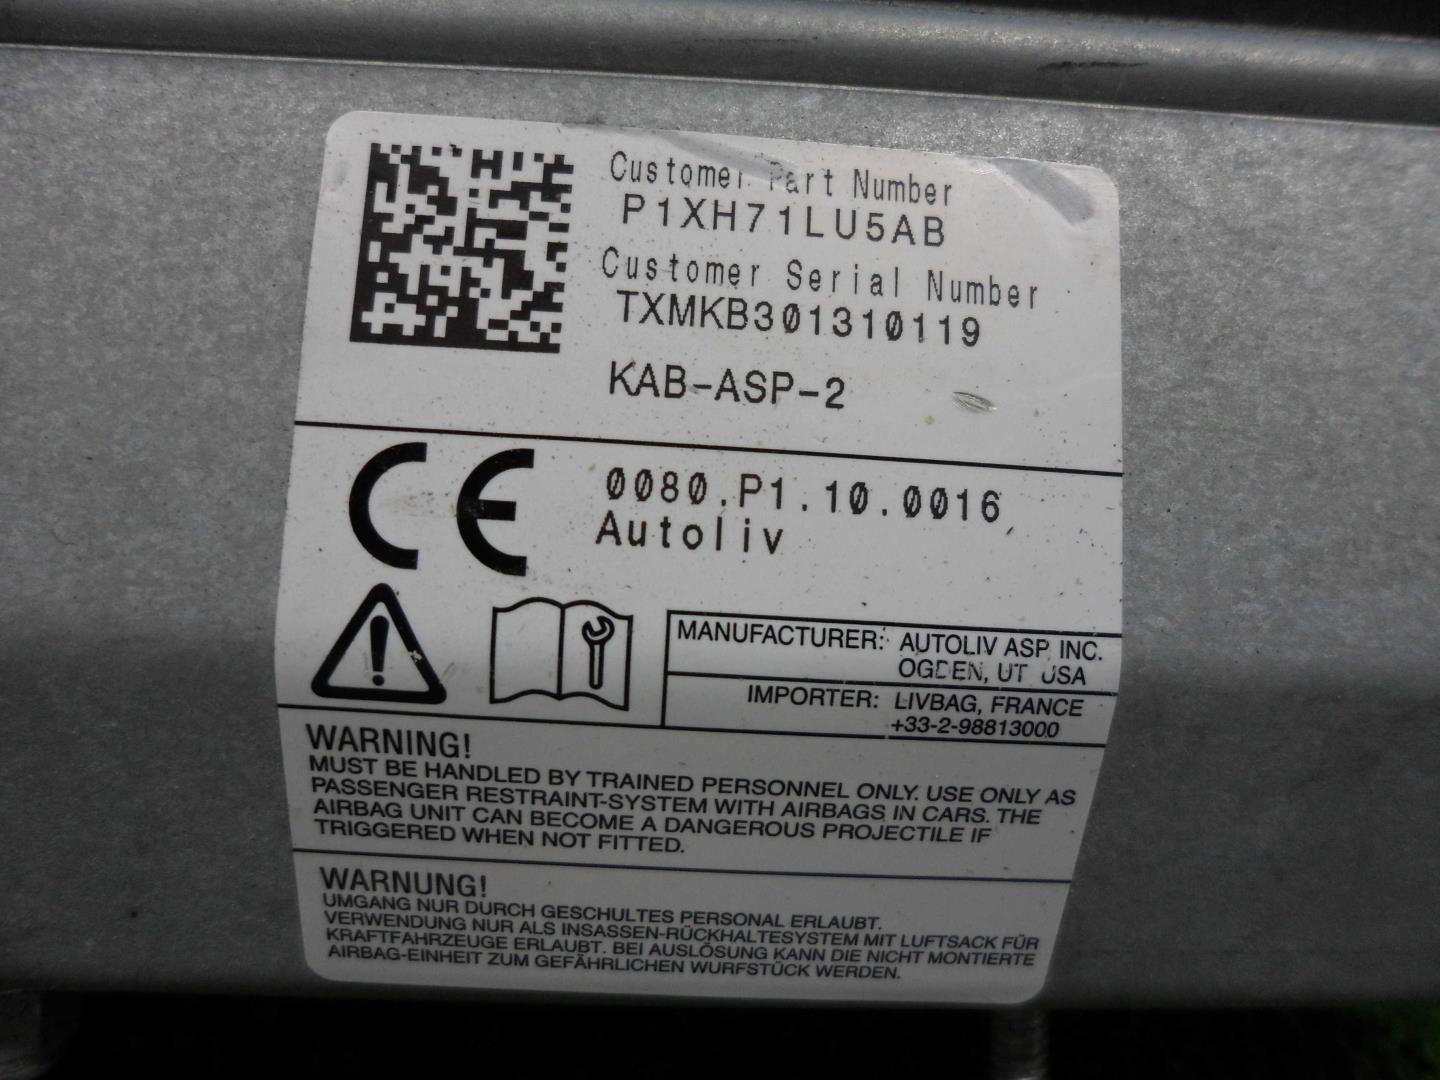 Customer Part Number
P1XH71LU5AB
Customer Serial Number
TXMKB301310119
KAB-ASP-2
CE
0080.P1.10.0016
Autoliv
MANUFACTURER: AUTOLIV ASP, INC.
OGDEN, UT USA
IMPORTER: LIVBAG, FRANCE
+33-2-98813000
WARNING!
MUST BE HANDLED BY TRAINED PERSONNEL ONLY. USE ONLY AS
PASSENGER RESTRAINT-SYSTEM WITH AIRBAGS IN CARS. THE
AIRBAG UNIT CAN BECOME A DANGEROUS PROJECTILE IF
TRIGGERED WHEN NOT FITTED.
WARNUNG!
UMGANG NUR DURCH GESCHULTES PERSONAL ERLAUBT.
VERWENDUNG NUR ALS INSASSEN-RÜCKHALTESYSTEM MIT LUFTSACK FÜR
KRAFTFAHRZEUGE ERLAUBT. BEI AUSLÖSUNG KANN DIE NICHT MONTIERTE
AIRBAG-EINHEIT ZUM GEFÄHRLICHEN WURFSTÜCK WERDEN.